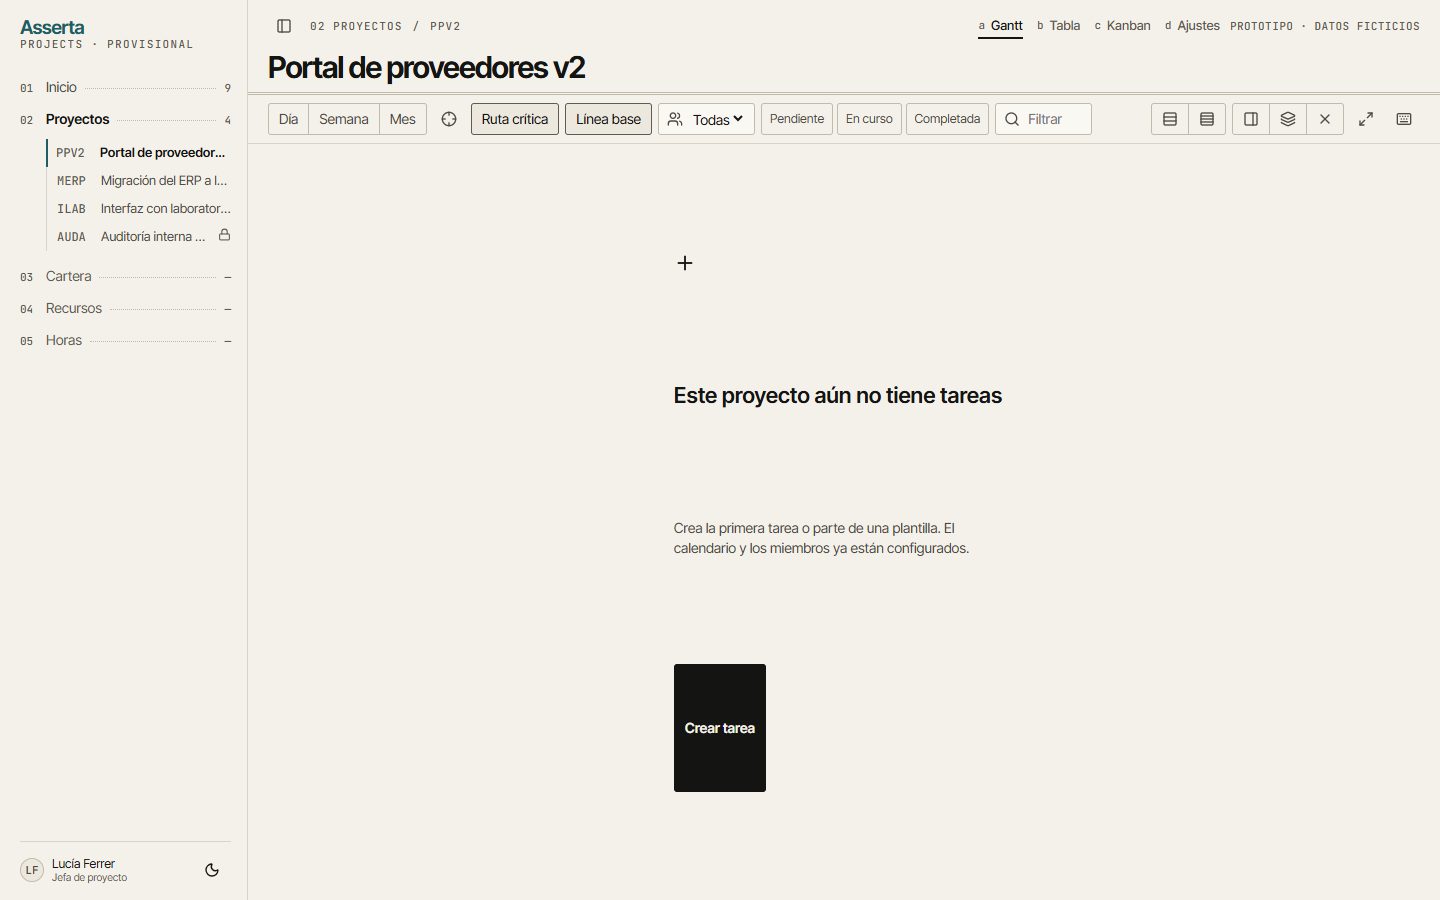 Asserta
PROJECTS · PROVISIONAL
01 Inicio 9
02 Proyectos 4
PPV2 Portal de proveedor…
MERP Migración del ERP a l…
ILAB Interfaz con laborator…
AUDA Auditoría interna …
03 Cartera –
04 Recursos –
05 Horas –
LF Lucía Ferrer
Jefa de proyecto
02 PROYECTOS / PPV2
a Gantt b Tabla c Kanban d Ajustes PROTOTIPO · DATOS FICTICIOS
Portal de proveedores v2
Día Semana Mes Ruta crítica Línea base Todas Pendiente En curso Completada Filtrar
Este proyecto aún no tiene tareas
Crea la primera tarea o parte de una plantilla. El
calendario y los miembros ya están configurados.
Crear tarea